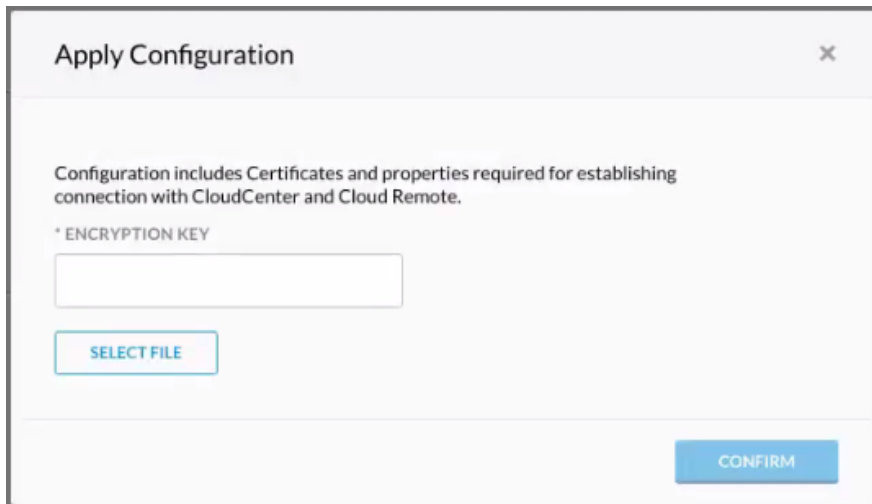 Apply Configuration
Configuration includes Certificates and properties required for establishing
connection with CloudCenter and Cloud Remote.
* ENCRYPTION KEY
SELECT FILE
CONFIRM